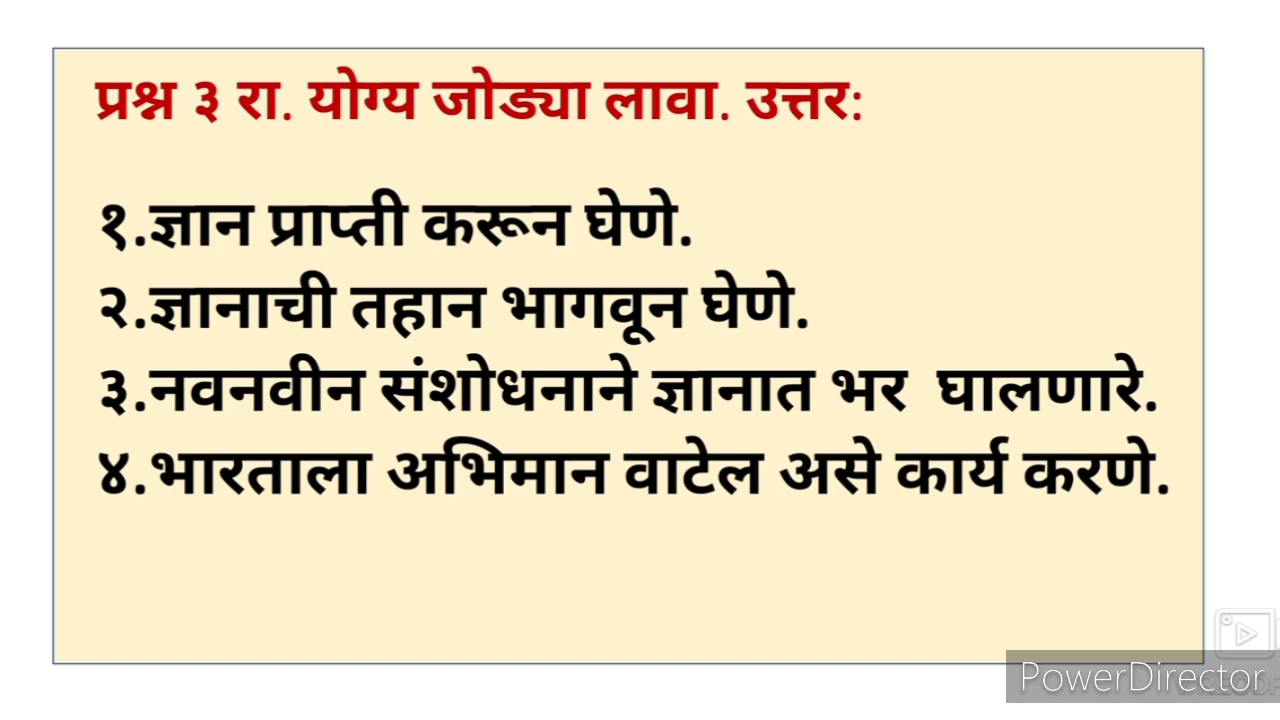 प्रश्न ३ रा. योग्य जोड्या लावा. उत्तर:
१.ज्ञान प्राप्ती करून घेणे.
२.ज्ञानाची तहान भागवून घेणे.
३.नवनवीन संशोधनाने ज्ञानात भर घालणारे.
४.भारताला अभिमान वाटेल असे कार्य करणे.
PowerDirector